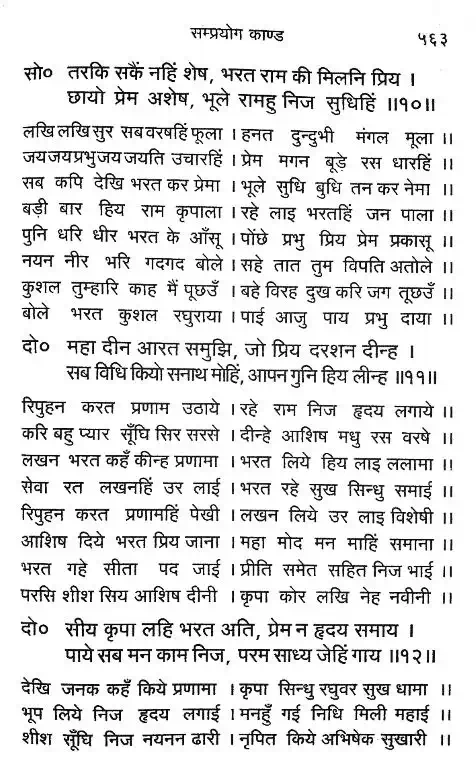 सम्प्रयोग काण्ड ५६३
सो० तरकि सकैं नहिं शेष, भरत राम की मिलनि प्रिय ।
छायो प्रेम अशेष, भूले रामहु निज सुधिहिं ॥१०॥
लखि लखि सुर सब वरषहिं फूला । हनत दुन्दुभी मंगल मूला ॥
जय जय प्रभु जय जयति उचारहिं । प्रेम मगन बूड़े रस धारहिं ॥
सब कपि देखि भरत कर प्रेमा । भूले सुधि बुधि तन कर नेमा ॥
बड़ी बार हिय राम कृपाला । रहे लाइ भरतहिं जन पाला ॥
पुनि धरि धीर भरत के आँसू । पोंछे प्रभु प्रिय प्रेम प्रकासू ॥
नयन नीर भरि गदगद बोले । सहे तात तुम विपति अतोले ॥
कुशल तुम्हारि काह मैं पूछउँ । बहे विरह दुख करि जग तूछउँ ॥
बोले भरत कुशल रघुराया । पाई आजु पाय प्रभु दाया ॥
दो० महा दीन आरत समुझि, जो प्रिय दरशन दीन्ह ।
सब विधि कियो सनाथ मोहिं, आपन गुनि हिय लीन्ह ॥११॥
रिपुहन करत प्रणाम उठाये । रहे राम निज हृदय लगाये ॥
करि बहु प्यार सूँघि सिर सरसे । दीन्हे आशिष मधु रस वरषे ॥
लखन भरत कहँ कीन्ह प्रणामा । भरत लिये हिय लाइ ललामा ॥
सेवा रत लखनहिं उर लाई । भरत रहे सुख सिन्धु समाई ॥
रिपुहन करत प्रणामहिं पेखी । लखन लिये उर लाइ विशेषी ॥
आशिष दिये भरत प्रिय जाना । महा मोद मन माहिं समाना ॥
भरत गहे सीता पद जाई । प्रीति समेत सहित निज भाई ॥
परसि शीश सिय आशिष दीनी । कृपा कोर लखि नेह नवीनी ॥
दो० सीय कृपा लहि भरत अति, प्रेम न हृदय समाय ।
पाये सब मन काम निज, परम साध्य जेहिं गाय ॥१२॥
देखि जनक कहँ किये प्रणामा । कृपा सिन्धु रघुवर सुख धामा ॥
भूप लिये निज हृदय लगाई । मनहुँ गई निधि मिली महाई ॥
शीश सूँघि निज नयनन ढारी । नृपित किये अभिषेक सुखारी ॥